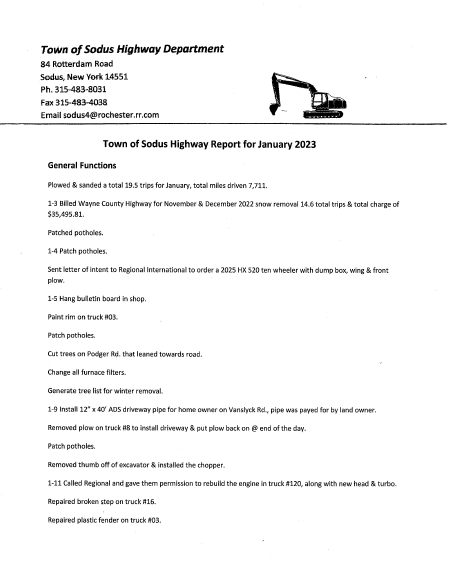 Town of Sodus Highway Department
84 Rotterdam Road
Sodus, New York 14551
Ph. 315-483-8031
Fax 315-483-4038
Email sodus4@rochester.rr.com
Town of Sodus Highway Report for January 2023
General Functions
Plowed & sanded a total 19.5 trips for January, total miles driven 7,711.
1-3 Billed Wayne County Highway for November & December 2022 snow removal 14.6 total trips & total charge of
$35,495.81.
Patched potholes.
1-4 Patch potholes.
Sent letter of intent to Regional International to order a 2025 HX 520 ten wheeler with dump box, wing & front
plow.
1-5 Hang bulletin board in shop.
Paint rim on truck #03.
Patch potholes.
Cut trees on Podger Rd. that leaned towards road.
Change all furnace filters.
Generate tree list for winter removal.
1-9 Install 12" x 40' ADS driveway pipe for home owner on Vanslyck Rd., pipe was payed for by land owner.
Removed plow on truck #8 to install driveway & put plow back on @ end of the day.
Patch potholes.
Removed thumb off of excavator & installed the chopper.
1-11 Called Regional and gave them permission to rebuild the engine in truck #120, along with new head & turbo.
Repaired broken step on truck #16.
Repaired plastic fender on truck #03.